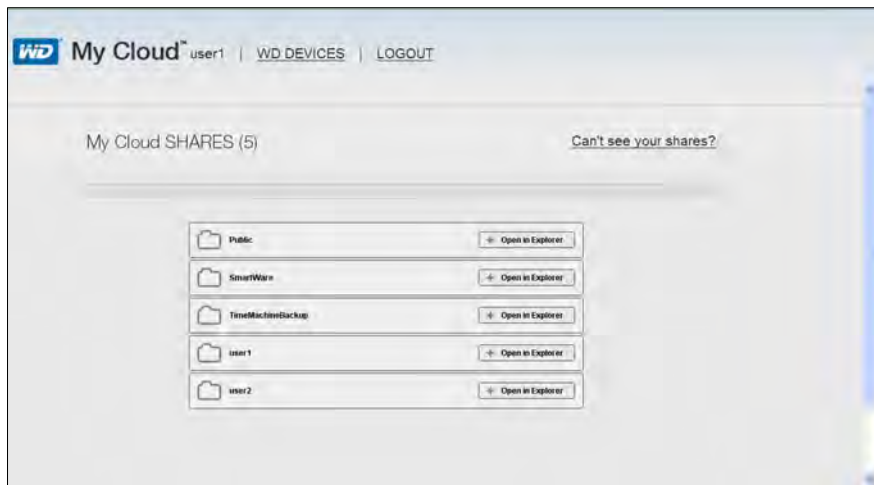 WD My Cloud™ user1 | WD DEVICES | LOGOUT
My Cloud SHARES (5) Can't see your shares?
Public + Open in Explorer
SmartWare + Open in Explorer
TimeMachineBackup + Open in Explorer
user1 + Open in Explorer
user2 + Open in Explorer